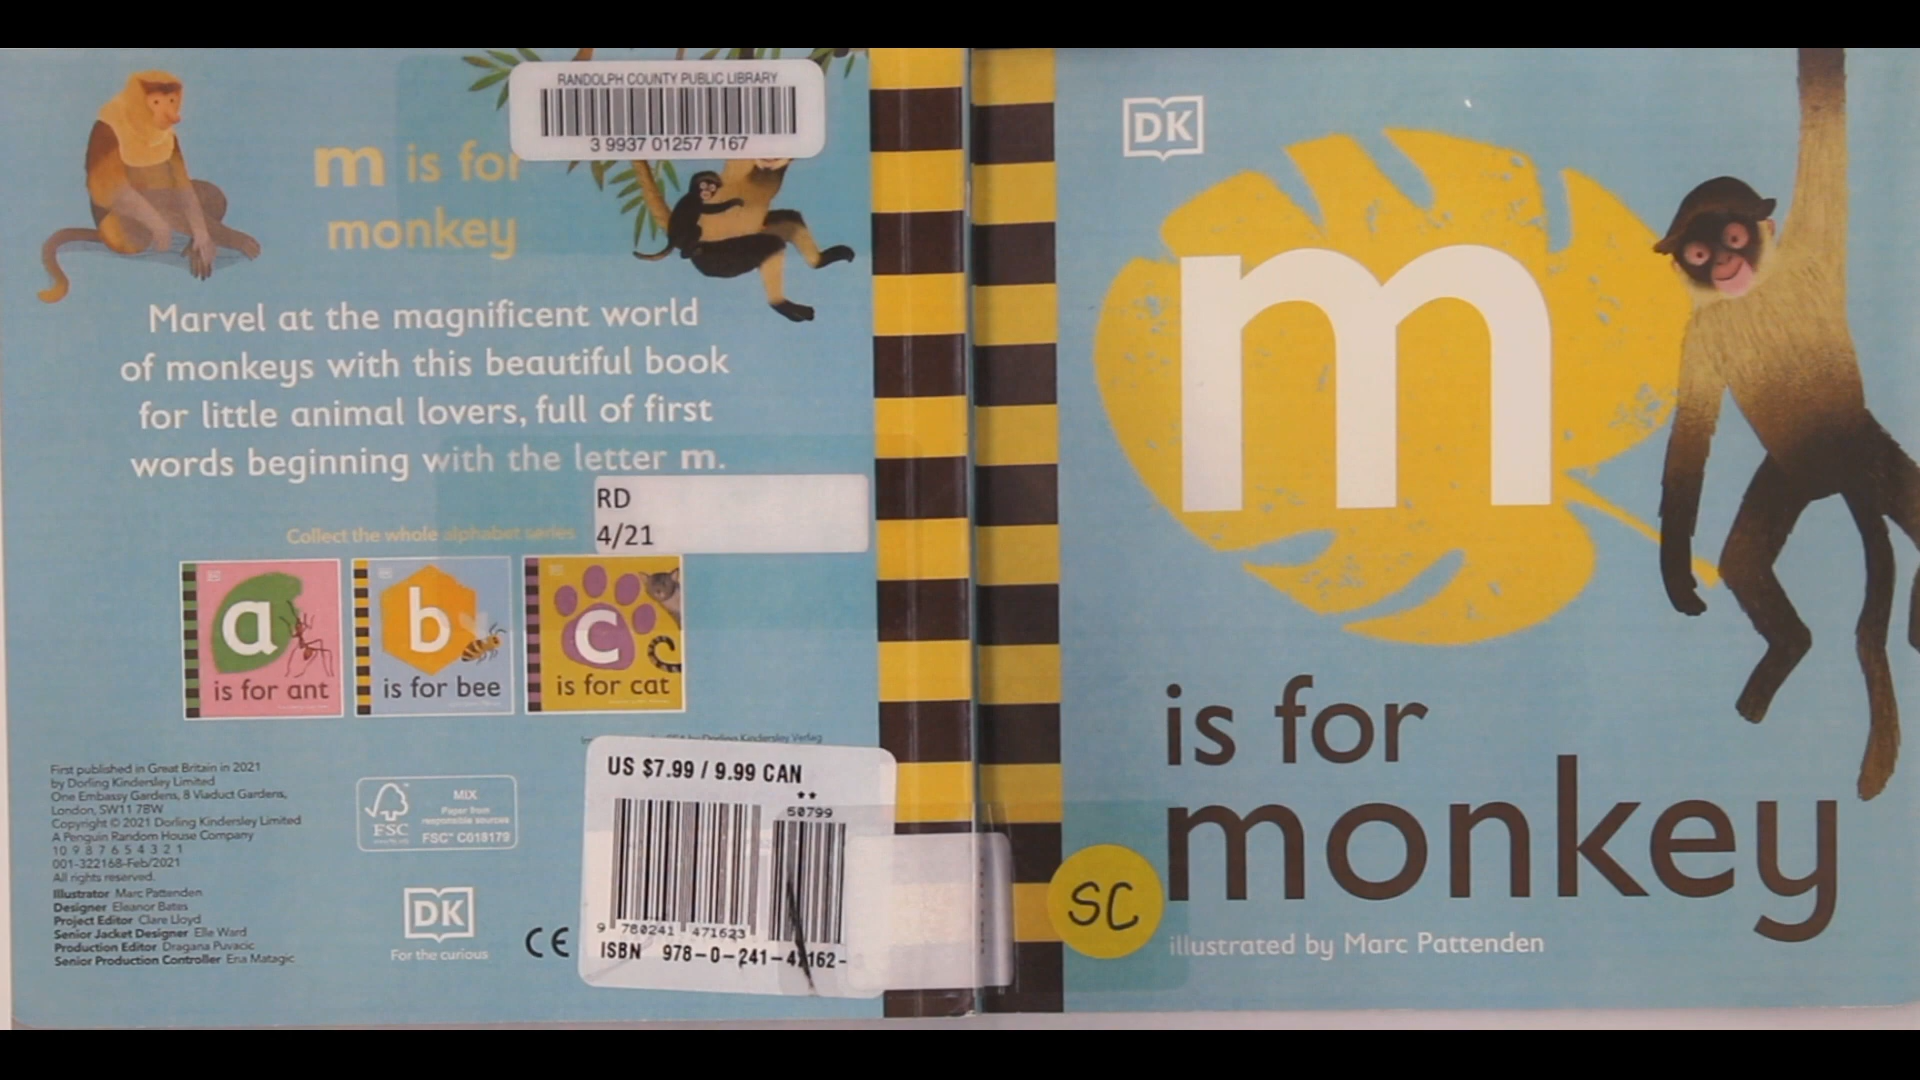 RANDOLPH COUNTY PUBLIC LIBRARY
3 9937 01257 7167
m is for
monkey
Marvel at the magnificent world
of monkeys with this beautiful book
for little animal lovers, full of first
words beginning with the letter m.
RD
4/21
Collect the whole alphabet series
a
is for ant
b
is for bee
c
is for cat
by Dorling Kindersley Verlag
First published in Great Britain in 2021
by Dorling Kindersley Limited
One Embassy Gardens, 8 Viaduct Gardens,
London, SW11 7BW
Copyright © 2021 Dorling Kindersley Limited
A Penguin Random House Company
10 9 8 7 6 5 4 3 2 1
001-322168-Feb/2021
All rights reserved.
Illustrator Marc Pattenden
Designer Eleanor Bates
Project Editor Clare Lloyd
Senior Jacket Designer Elle Ward
Production Editor Dragana Puvacic
Senior Production Controller Ena Matagic
FSC
MIX
Paper from
responsible sources
FSC™ C018179
DK
For the curious
CE
US $7.99 / 9.99 CAN
**
50799
9 780241 471623
ISBN 978-0-241-47162-
DK
m
is for
monkey
SC
illustrated by Marc Pattenden